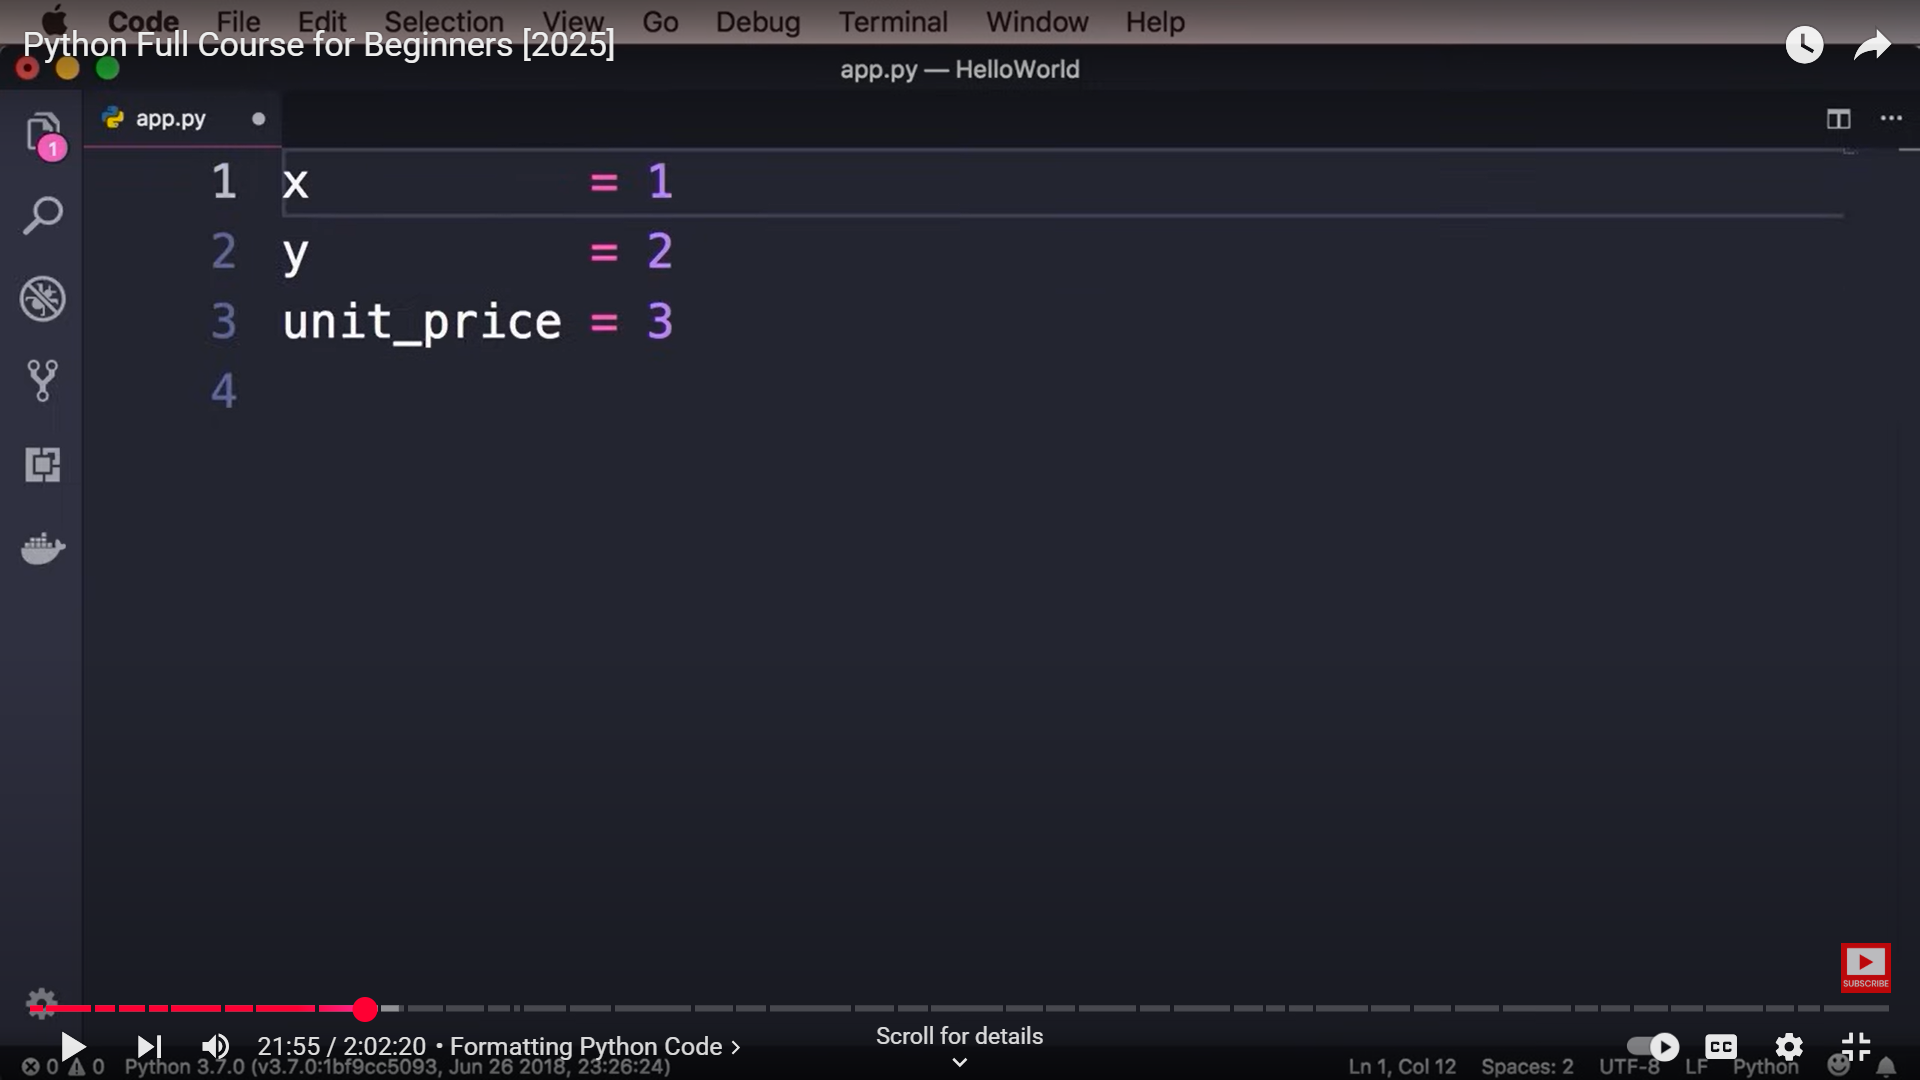 Code File Edit Selection View Go Debug Terminal Window Help
Python Full Course for Beginners [2025]
app.py — HelloWorld
app.py
1
1 x = 1
2 y = 2
3 unit_price = 3
4
SUBSCRIBE
Scroll for details
21:55 / 2:02:20 • Formatting Python Code
CC
0 0 Python 3.7.0 (v3.7.0:1bf9cc5093, Jun 26 2018, 23:26:24) Ln 1, Col 12 Spaces: 2 UTF-8 LF Python